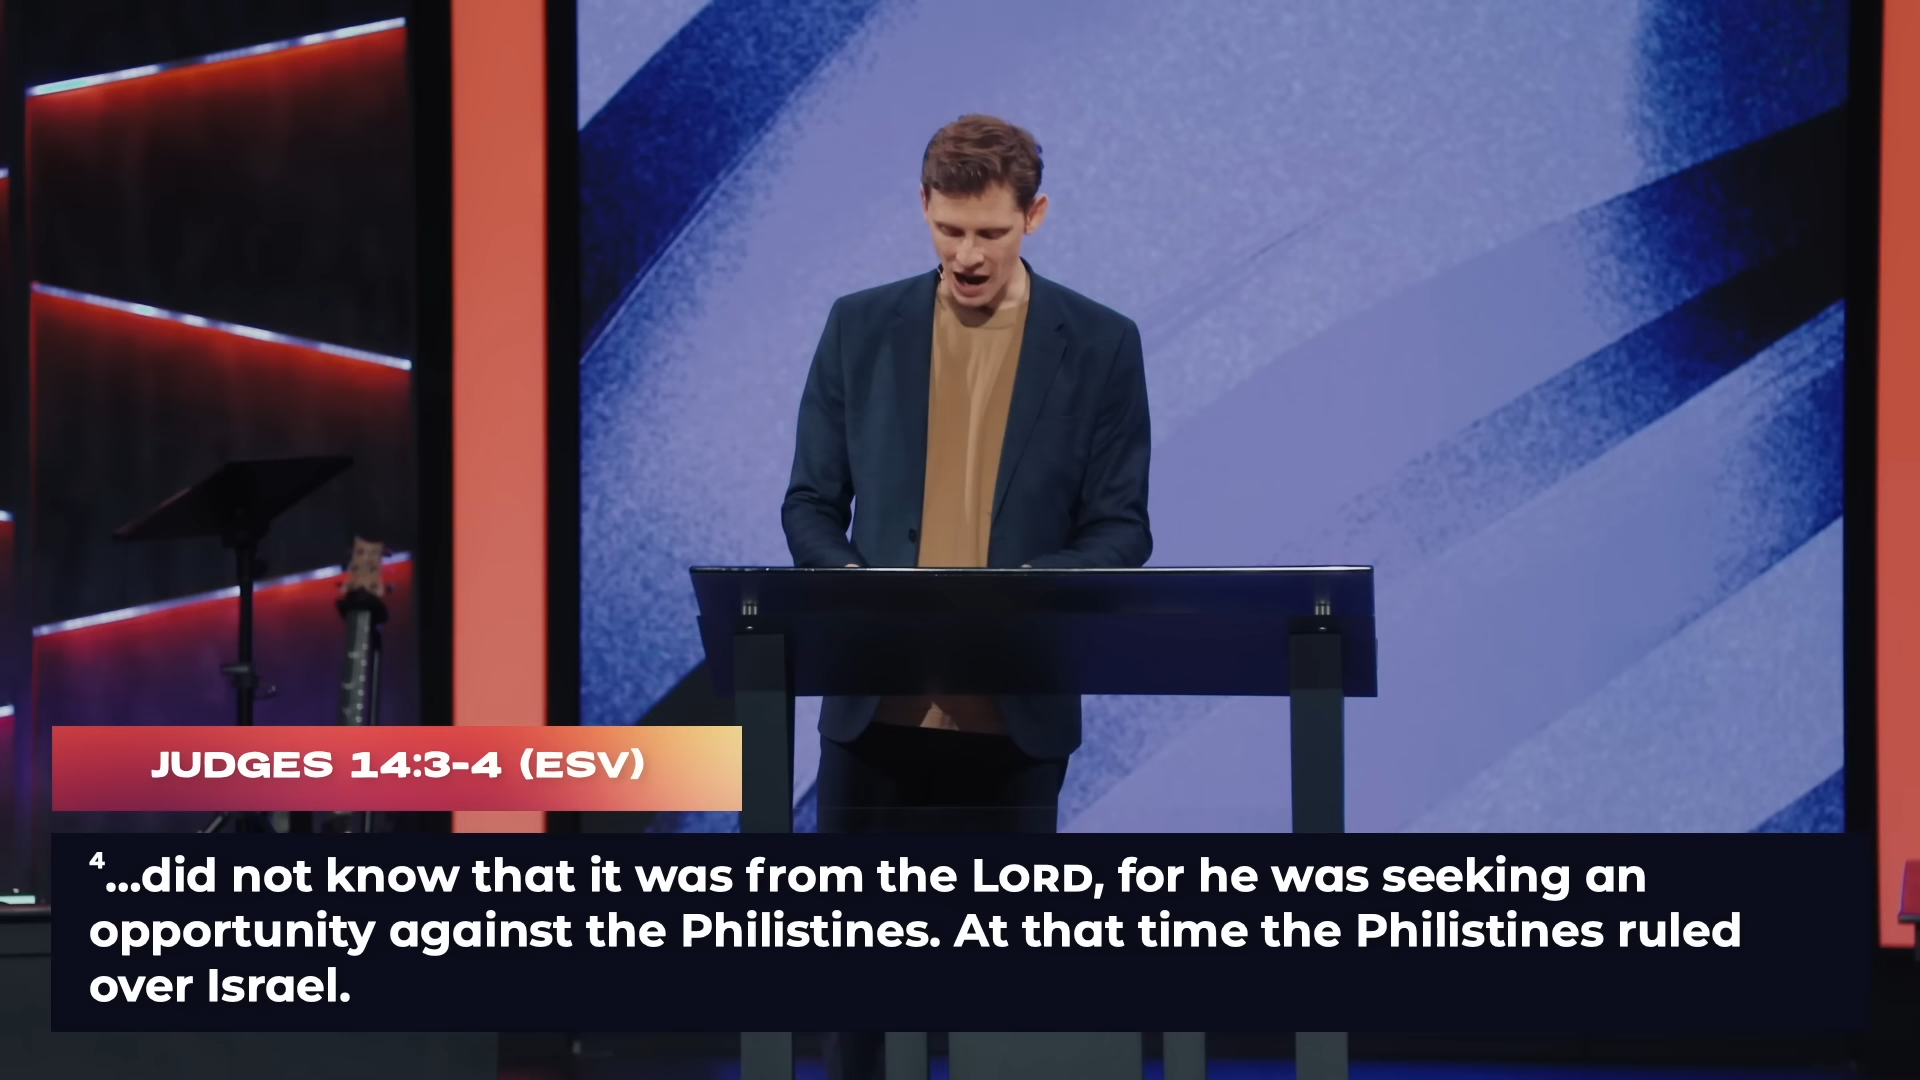 JUDGES 14:3-4 (ESV)
⁴...did not know that it was from the LORD, for he was seeking an
opportunity against the Philistines. At that time the Philistines ruled
over Israel.